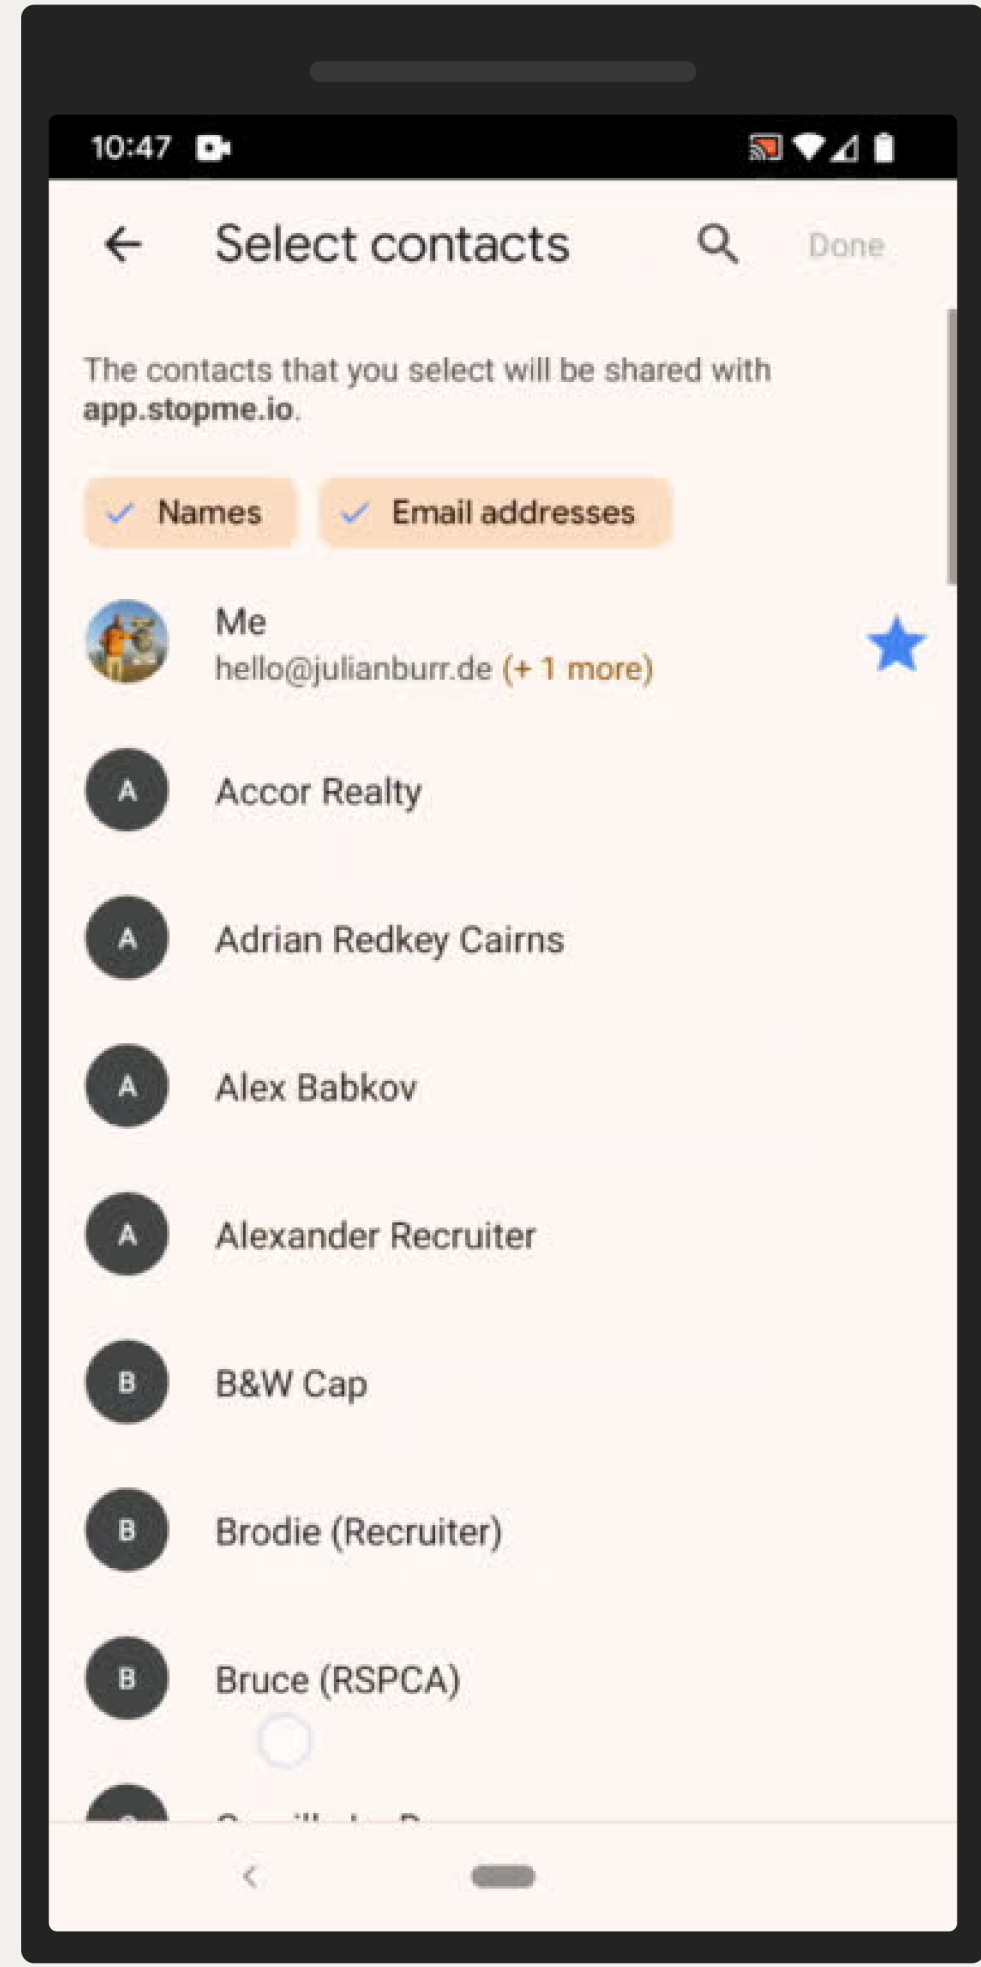 10:47
Select contacts
Done
The contacts that you select will be shared with
app.stopme.io.
Names
Email addresses
Me
hello@julianburr.de (+ 1 more)
A
Accor Realty
A
Adrian Redkey Cairns
A
Alex Babkov
A
Alexander Recruiter
B
B&W Cap
B
Brodie (Recruiter)
B
Bruce (RSPCA)